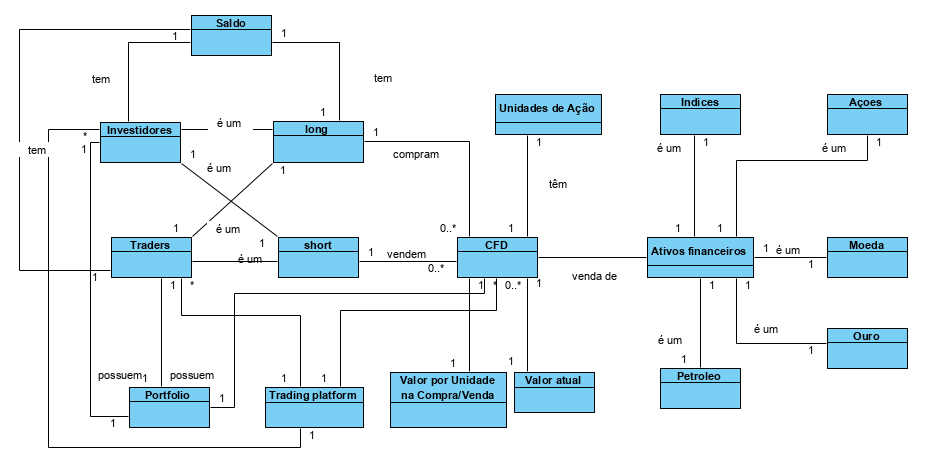 Saldo
1
1
tem
tem
1
Unidades de Ação
Indices
Açoes
Investidores
é um
long
*
1
1
compram
1
1
é um
1
é um
1
tem
1
é um
1
têm
1
é um
0..*
1
1
1
Traders
1
short
CFD
Ativos financeiros
Moeda
é um
1
vendem
0..*
venda de
1
é um
1
1
1
*
1
*
0..*
1
1
1
é um
Ouro
1
é um
possuem
1
possuem
1
1
1
1
1
Petroleo
Portfolio
1
Trading platform
Valor por Unidade
na Compra/Venda
Valor atual
1
1